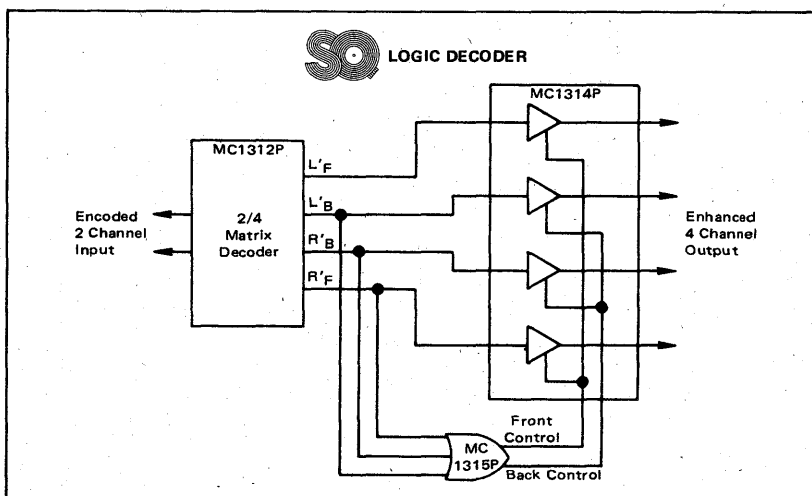 SQ LOGIC DECODER
MC1312P
2/4
Matrix
Decoder
Encoded
2 Channel
Input
L'F
L'B
R'B
R'F
MC1314P
Enhanced
4 Channel
Output
MC
1315P
Front
Control
Back Control